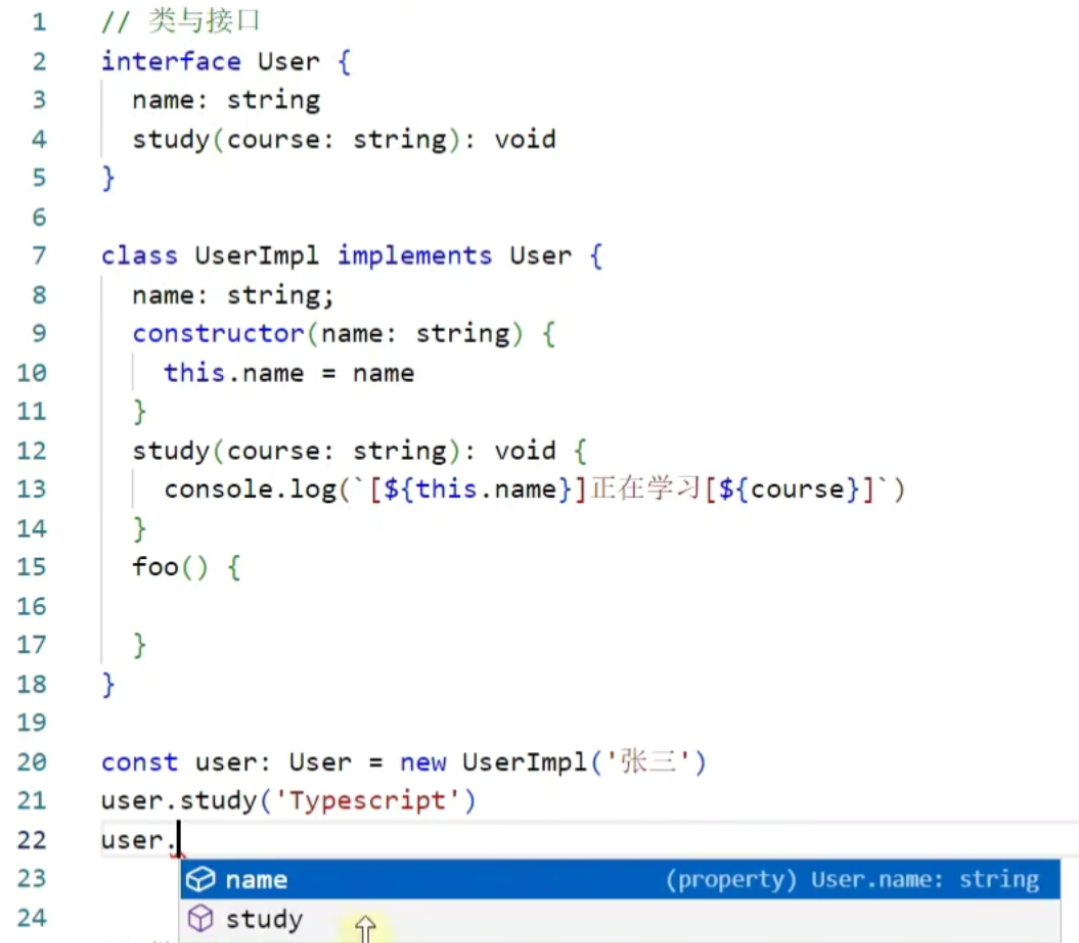 1 // 类与接口
2 interface User {
3 name: string
4 study(course: string): void
5 }
6
7 class UserImpl implements User {
8 name: string;
9 constructor(name: string) {
10 this.name = name
11 }
12 study(course: string): void {
13 console.log(`[${this.name}]正在学习[${course}]`)
14 }
15 foo() {
16
17 }
18 }
19
20 const user: User = new UserImpl('张三')
21 user.study('Typescript')
22 user.
23 name (property) User.name: string
24 study